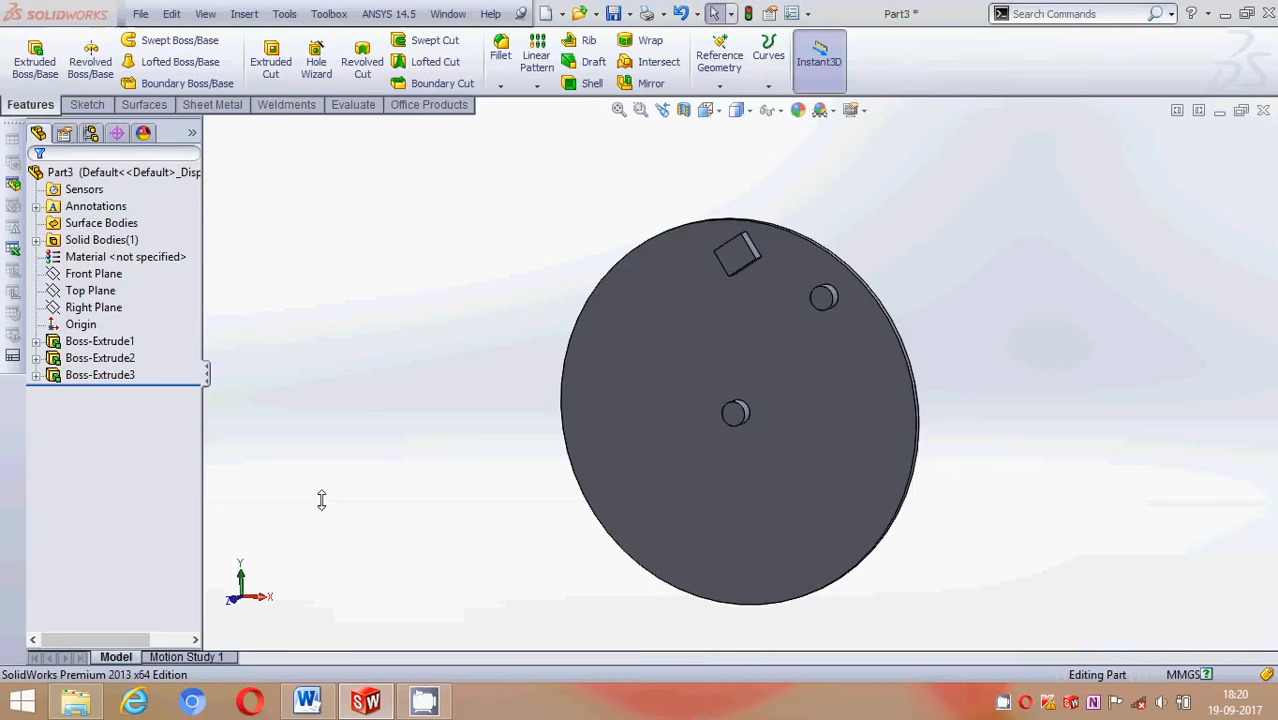 SOLIDWORKS File Edit View Insert Tools Toolbox ANSYS 14.5 Window Help Part3 * Search Commands
Extruded Boss/Base
Revolved Boss/Base
Swept Boss/Base
Lofted Boss/Base
Boundary Boss/Base
Extruded Cut
Hole Wizard
Revolved Cut
Swept Cut
Lofted Cut
Boundary Cut
Fillet
Linear Pattern
Rib
Draft
Shell
Wrap
Intersect
Mirror
Reference Geometry
Curves
Instant3D
Features Sketch Surfaces Sheet Metal Weldments Evaluate Office Products
Part3 (Default<<Default>_Disp
Sensors
Annotations
Surface Bodies
Solid Bodies(1)
Material <not specified>
Front Plane
Top Plane
Right Plane
Origin
Boss-Extrude1
Boss-Extrude2
Boss-Extrude3
Y
X
Z
Model Motion Study 1
SolidWorks Premium 2013 x64 Edition Editing Part MMGS
18:20
19-09-2017